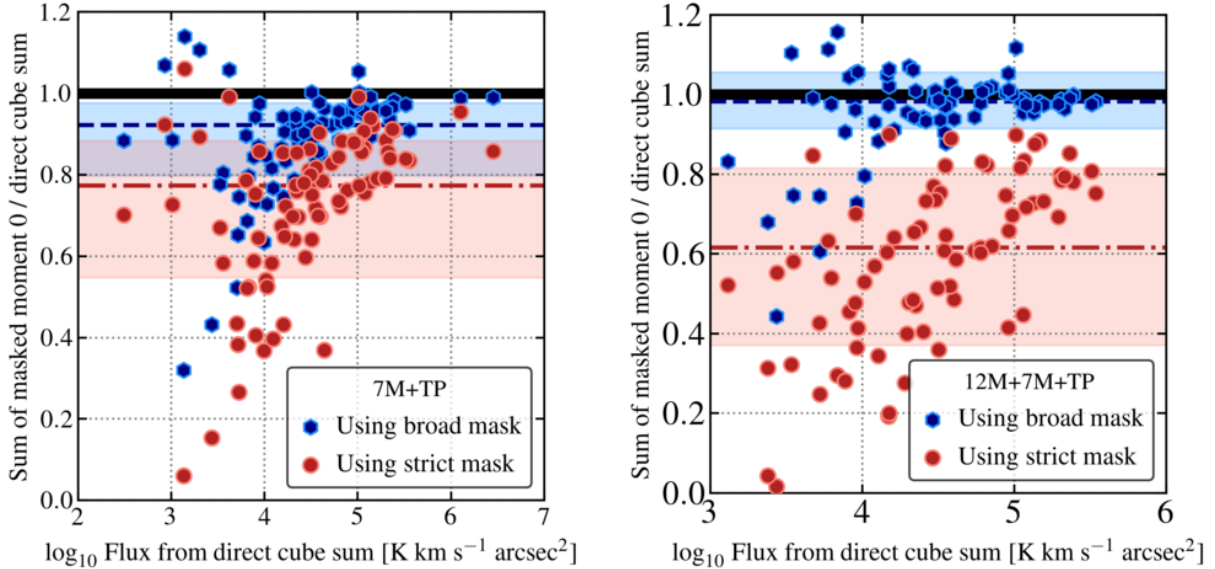 Sum of masked moment 0 / direct cube sum
1.2
1.0
0.8
0.6
0.4
0.2
0.0
2 3 4 5 6 7
7M+TP
Using broad mask
Using strict mask
log₁₀ Flux from direct cube sum [K km s⁻¹ arcsec²]
Sum of masked moment 0 / direct cube sum
1.2
1.0
0.8
0.6
0.4
0.2
0.0
3 4 5 6
12M+7M+TP
Using broad mask
Using strict mask
log₁₀ Flux from direct cube sum [K km s⁻¹ arcsec²]